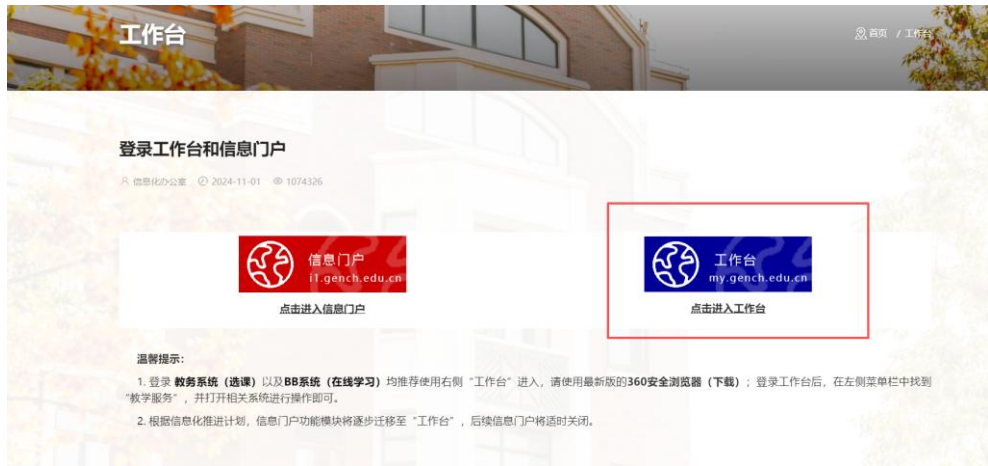 工作台
首页 / 工作台
登录工作台和信息门户
信息化办公室 2024-11-01 1074326
信息门户
i1.gench.edu.cn
点击进入信息门户
工作台
my.gench.edu.cn
点击进入工作台
温馨提示：
1. 登录 教务系统（选课）以及BB系统（在线学习）均推荐使用右侧“工作台”进入，请使用最新版的360安全浏览器（下载）；登录工作台后，在左侧菜单栏中找到
“教学服务”，并打开相关系统进行操作即可。
2. 根据信息化推进计划，信息门户功能模块将逐步迁移至“工作台”，后续信息门户将适时关闭。